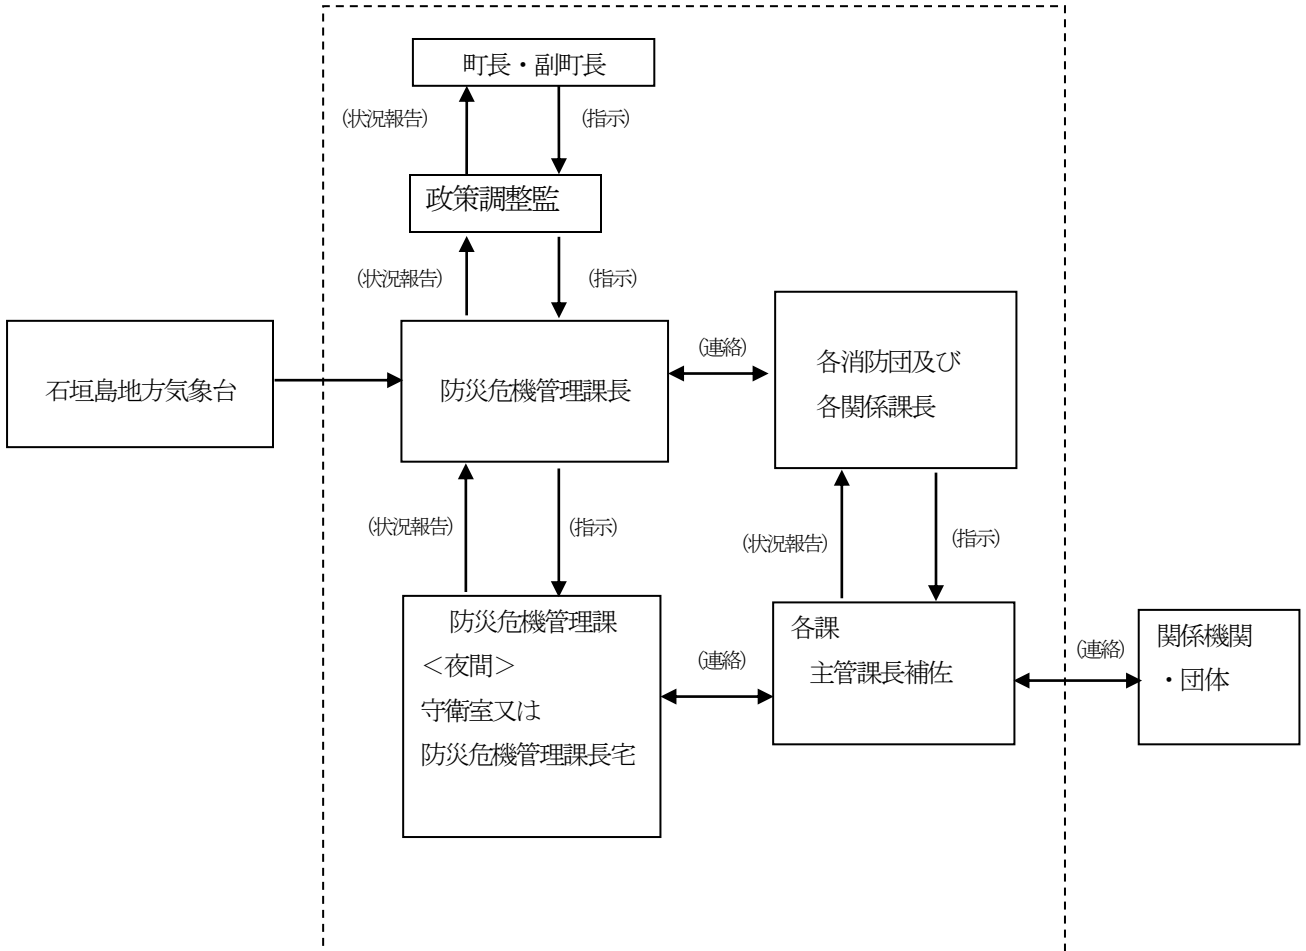 町長・副町長
(状況報告)
(指示)
政策調整監
(状況報告)
(指示)
石垣島地方気象台
防災危機管理課長
(連絡)
各消防団及び
各関係課長
(状況報告)
(指示)
(状況報告)
(指示)
防災危機管理課
＜夜間＞
守衛室又は
防災危機管理課長宅
(連絡)
各課
主管課長補佐
(連絡)
関係機関
・団体